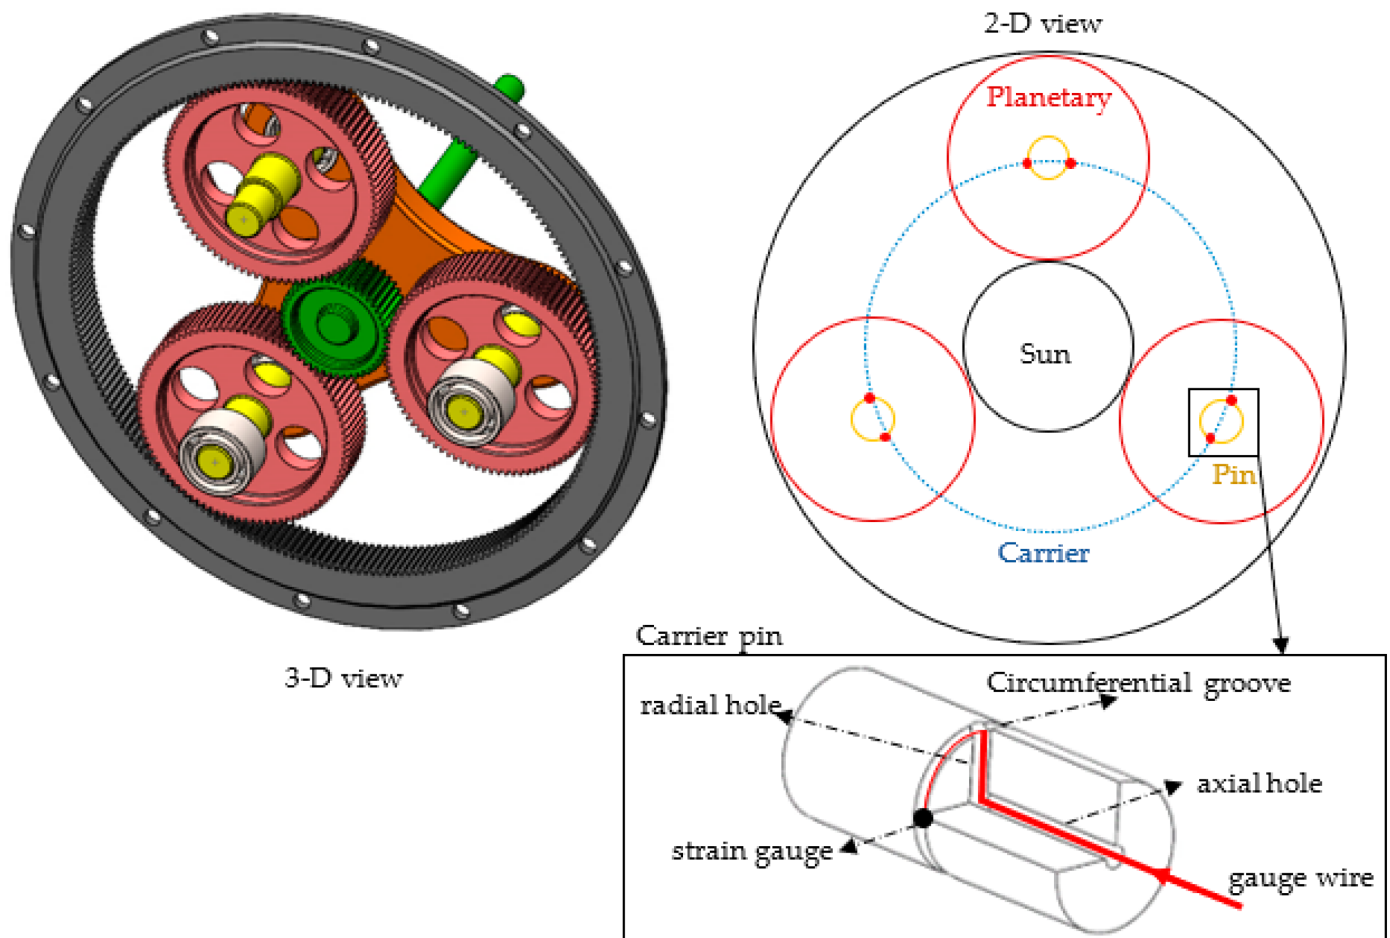 2-D view
Planetary
Sun
Pin
Carrier
3-D view
Carrier pin
Circumferential groove
radial hole
axial hole
strain gauge
gauge wire